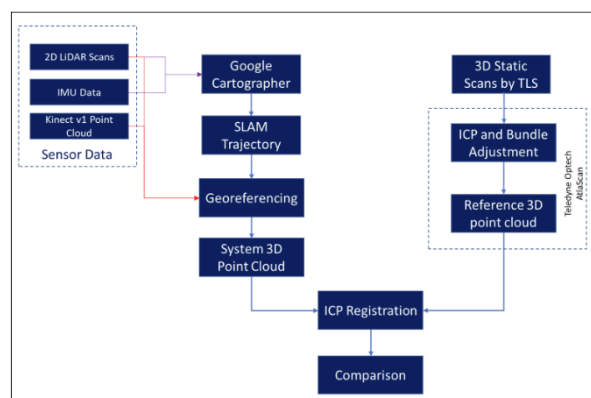 2D LiDAR Scans
IMU Data
Kinect v1 Point
Cloud
Sensor Data
Google
Cartographer
SLAM
Trajectory
Georeferencing
System 3D
Point Cloud
3D Static
Scans by TLS
ICP and Bundle
Adjustment
Reference 3D
point cloud
Teledyne Optech
AtlaScan
ICP Registration
Comparison